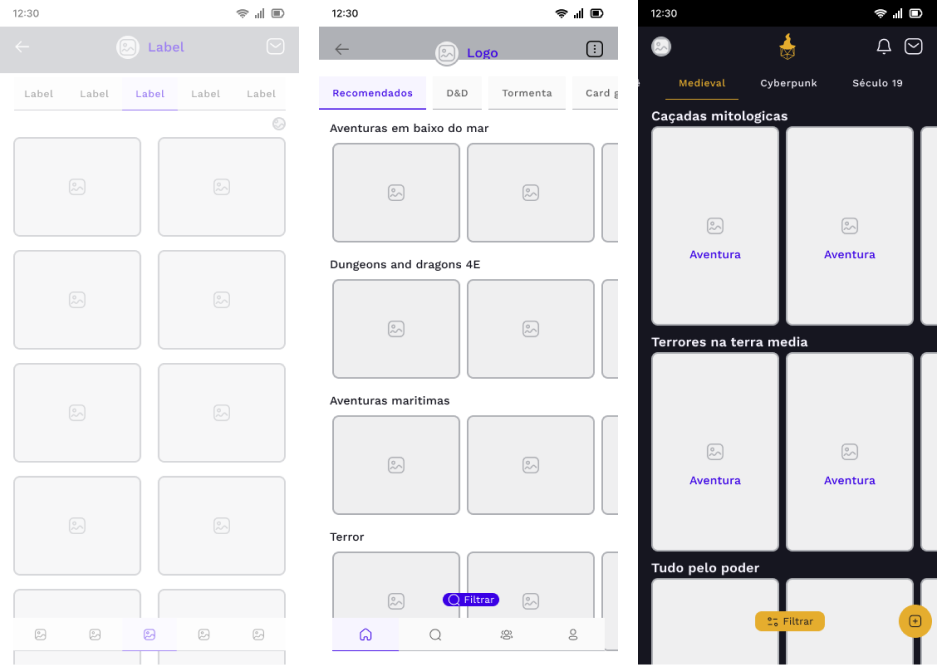 12:30
Label
Label
Label
Label
Label
Label
12:30
Logo
Recomendados
D&D
Tormenta
Card g
Aventuras em baixo do mar
Dungeons and dragons 4E
Aventuras maritimas
Terror
Filtrar
12:30
Medieval
Cyberpunk
Século 19
Caçadas mitologicas
Aventura
Aventura
Terrores na terra media
Aventura
Aventura
Tudo pelo poder
Filtrar